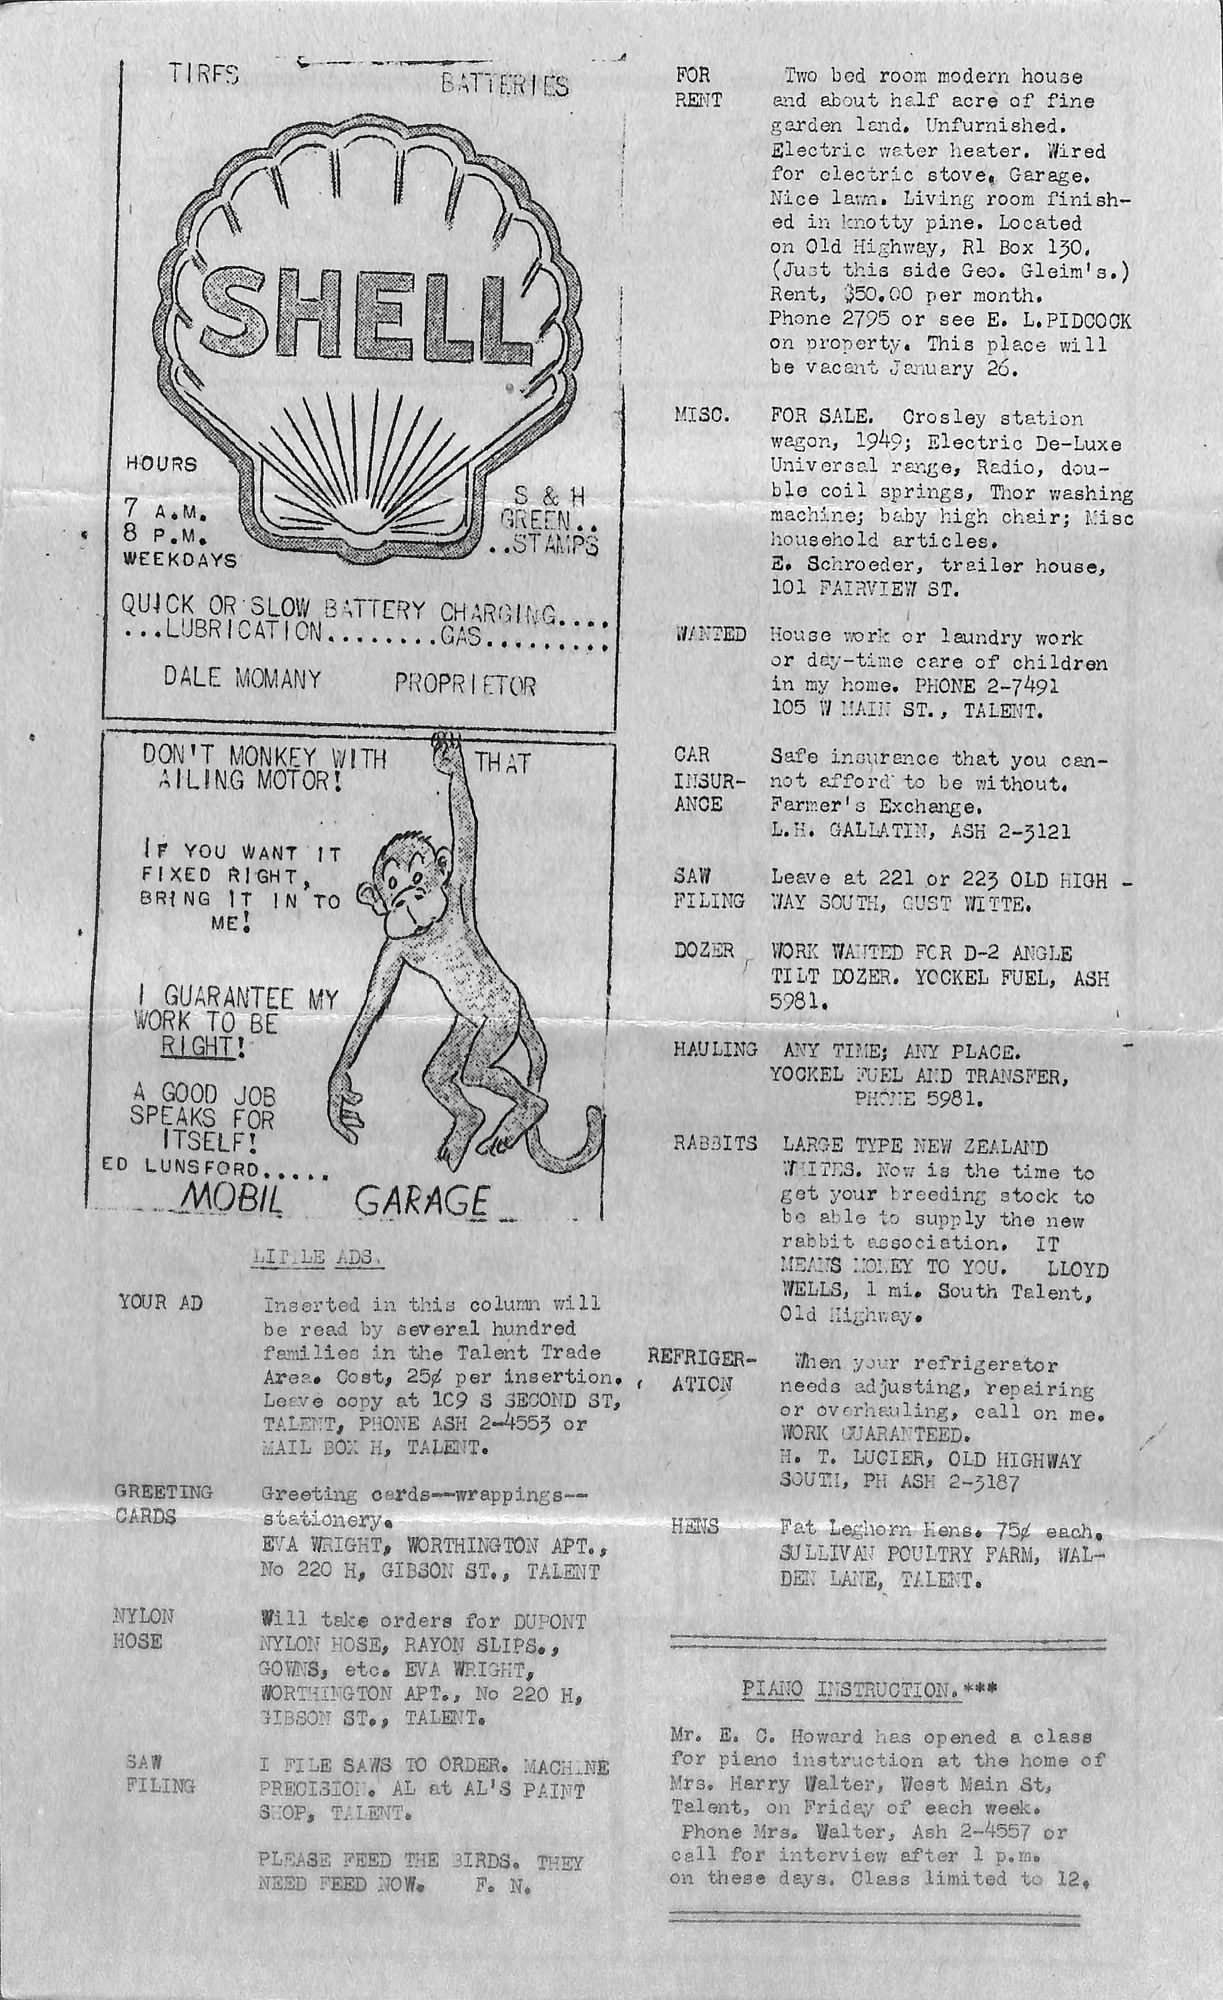 TIRES BATTERIES
SHELL
HOURS
7 A.M.
8 P.M.
WEEKDAYS
S & H
GREEN..
..STAMPS
QUICK OR SLOW BATTERY CHARGING....
...LUBRICATION........GAS.........
DALE MOMANY PROPRIETOR
DON'T MONKEY WITH THAT
AILING MOTOR!
IF YOU WANT IT
FIXED RIGHT,
BRING IT IN TO
ME!
I GUARANTEE MY
WORK TO BE
RIGHT!
A GOOD JOB
SPEAKS FOR
ITSELF!
ED LUNSFORD.....
MOBIL GARAGE
LITTLE ADS.
YOUR AD Inserted in this column will
be read by several hundred
families in the Talent Trade
Area. Cost, 25¢ per insertion.
Leave copy at 109 S SECOND ST,
TALENT, PHONE ASH 2-4553 or
MAIL BOX H, TALENT.
GREETING Greeting cards--wrappings--
CARDS stationery.
EVA WRIGHT, WORTHINGTON APT.,
No 220 H, GIBSON ST., TALENT
NYLON Will take orders for DUPONT
HOSE NYLON HOSE, RAYON SLIPS.,
GOWNS, etc. EVA WRIGHT,
WORTHINGTON APT., No 220 H,
GIBSON ST., TALENT.
SAW I FILE SAWS TO ORDER. MACHINE
FILING PRECISION. AL at AL'S PAINT
SHOP, TALENT.
PLEASE FEED THE BIRDS. THEY
NEED FEED NOW. F. N.
FOR Two bed room modern house
RENT and about half acre of fine
garden land. Unfurnished.
Electric water heater. Wired
for electric stove. Garage.
Nice lawn. Living room finish-
ed in knotty pine. Located
on Old Highway, R1 Box 130.
(Just this side Geo. Gleim's.)
Rent, $50.00 per month.
Phone 2795 or see E. L.PIDCOCK
on property. This place will
be vacant January 26.
MISC. FOR SALE. Crosley station
wagon, 1949; Electric De-Luxe
Universal range, Radio, dou-
ble coil springs, Thor washing
machine; baby high chair; Misc
household articles.
E. Schroeder, trailer house,
101 FAIRVIEW ST.
WANTED House work or laundry work
or day-time care of children
in my home. PHONE 2-7491
105 W MAIN ST., TALENT.
CAR Safe insurance that you can-
INSUR- not afford to be without.
ANCE Farmer's Exchange.
L.H. GALLATIN, ASH 2-3121
SAW Leave at 221 or 223 OLD HIGH -
FILING WAY SOUTH, GUST WITTE.
DOZER WORK WANTED FOR D-2 ANGLE
TILT DOZER. YOCKEL FUEL, ASH
5981.
HAULING ANY TIME; ANY PLACE.
YOCKEL FUEL AND TRANSFER,
PHONE 5981.
RABBITS LARGE TYPE NEW ZEALAND
WHITES. Now is the time to
get your breeding stock to
be able to supply the new
rabbit association. IT
MEANS MONEY TO YOU. LLOYD
WELLS, 1 mi. South Talent,
Old Highway.
REFRIGER- When your refrigerator
ATION needs adjusting, repairing
or overhauling, call on me.
WORK GUARANTEED.
H. T. LUCIER, OLD HIGHWAY
SOUTH, PH ASH 2-3187
HENS Fat Leghorn Hens. 75¢ each.
SULLIVAN POULTRY FARM, WAL-
DEN LANE, TALENT.
PIANO INSTRUCTION.***
Mr. E. C. Howard has opened a class
for piano instruction at the home of
Mrs. Harry Walter, West Main St,
Talent, on Friday of each week.
Phone Mrs. Walter, Ash 2-4557 or
call for interview after 1 p.m.
on these days. Class limited to 12.